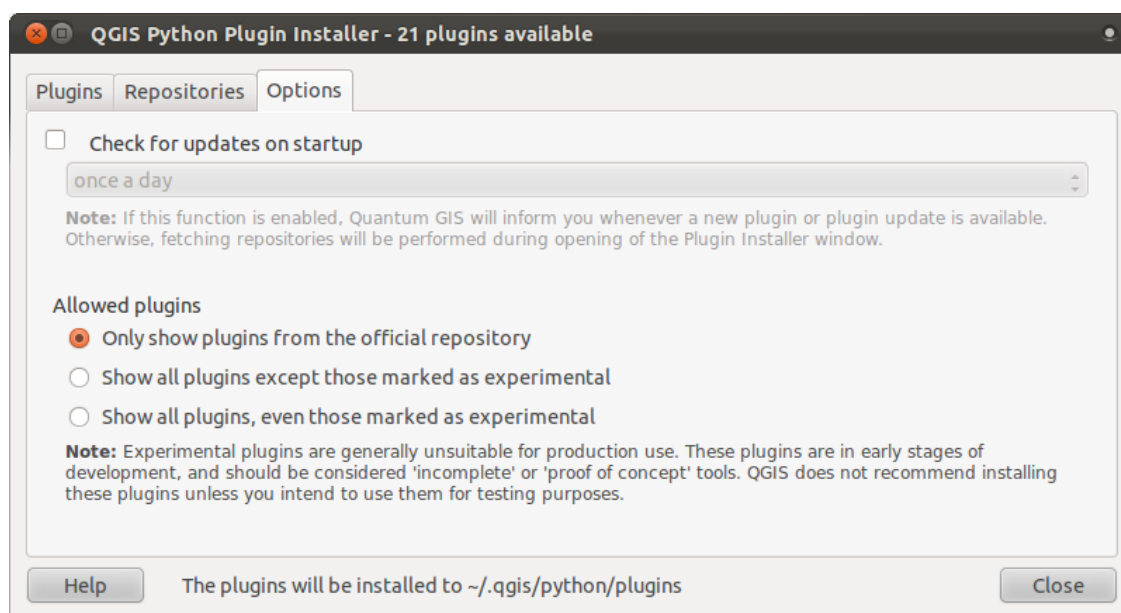 QGIS Python Plugin Installer - 21 plugins available
Plugins Repositories Options
Check for updates on startup
once a day
Note: If this function is enabled, Quantum GIS will inform you whenever a new plugin or plugin update is available.
Otherwise, fetching repositories will be performed during opening of the Plugin Installer window.
Allowed plugins
Only show plugins from the official repository
Show all plugins except those marked as experimental
Show all plugins, even those marked as experimental
Note: Experimental plugins are generally unsuitable for production use. These plugins are in early stages of
development, and should be considered 'incomplete' or 'proof of concept' tools. QGIS does not recommend installing
these plugins unless you intend to use them for testing purposes.
Help The plugins will be installed to ~/.qgis/python/plugins Close